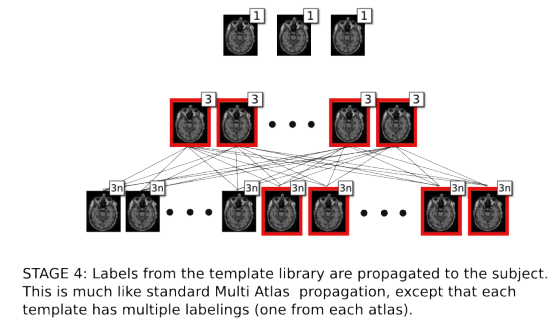 1 1 1
3 3 3 3
3n 3n 3n 3n 3n 3n 3n
STAGE 4: Labels from the template library are propagated to the subject.
This is much like standard Multi Atlas propagation, except that each
template has multiple labelings (one from each atlas).